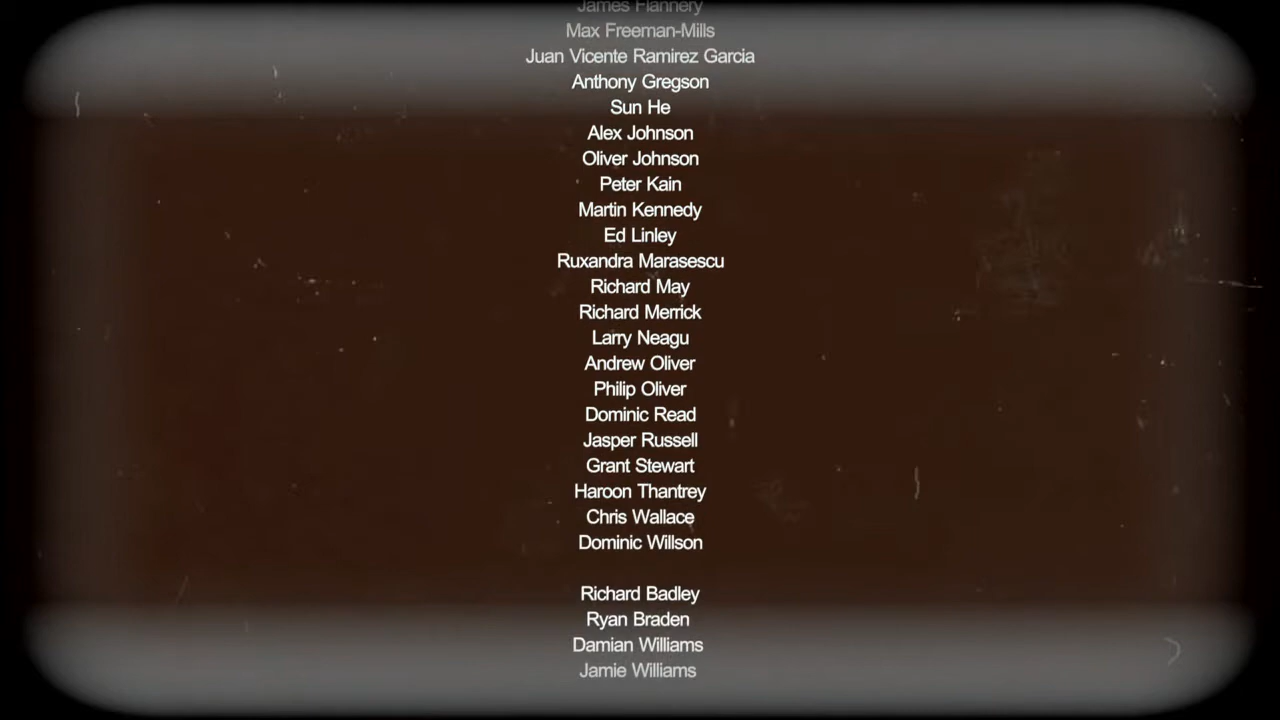 James Flannery
Max Freeman-Mills
Juan Vicente Ramirez Garcia
Anthony Gregson
Sun He
Alex Johnson
Oliver Johnson
Peter Kain
Martin Kennedy
Ed Linley
Ruxandra Marasescu
Richard May
Richard Merrick
Larry Neagu
Andrew Oliver
Philip Oliver
Dominic Read
Jasper Russell
Grant Stewart
Haroon Thantrey
Chris Wallace
Dominic Willson
Richard Badley
Ryan Braden
Damian Williams
Jamie Williams